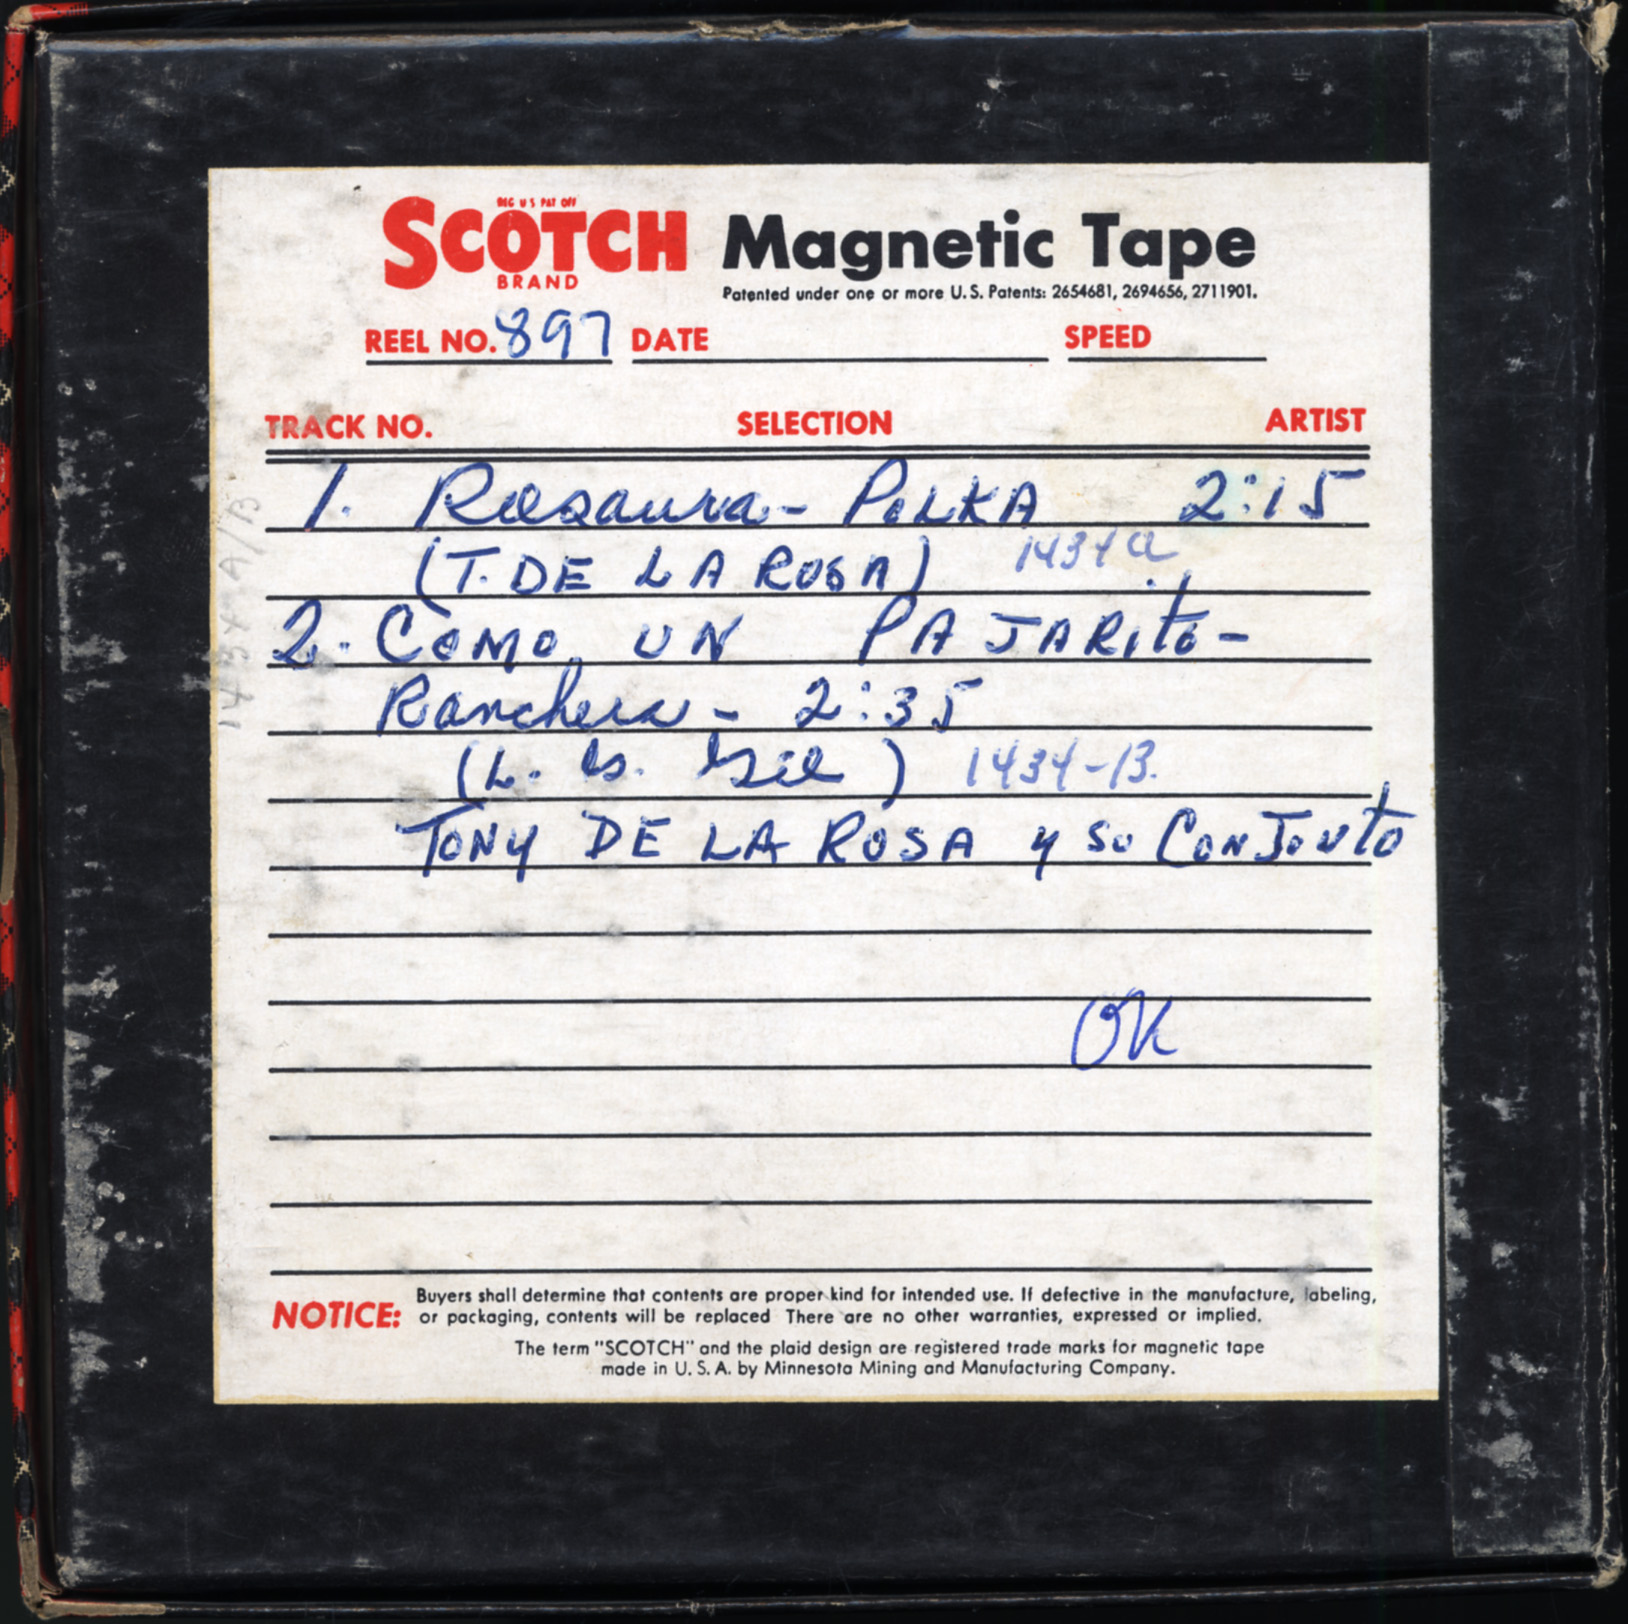 REG U S PAT OFF
SCOTCH Magnetic Tape
BRAND
Patented under one or more U.S. Patents: 2654681, 2694656, 2711901.
REEL NO. 897 DATE SPEED
TRACK NO. SELECTION ARTIST
1. Rosaura - POLKA 2:15
(T. DE LA ROSA) 1434a
2. COMO UN PAJARito -
Ranchera - 2:35
(L. G. Gil) 1434-B.
TONY DE LA ROSA y su CONJUNto
OK
1434-A/B
NOTICE: Buyers shall determine that contents are proper kind for intended use. If defective in the manufacture, labeling,
or packaging, contents will be replaced There are no other warranties, expressed or implied.
The term "SCOTCH" and the plaid design are registered trade marks for magnetic tape
made in U. S. A. by Minnesota Mining and Manufacturing Company.